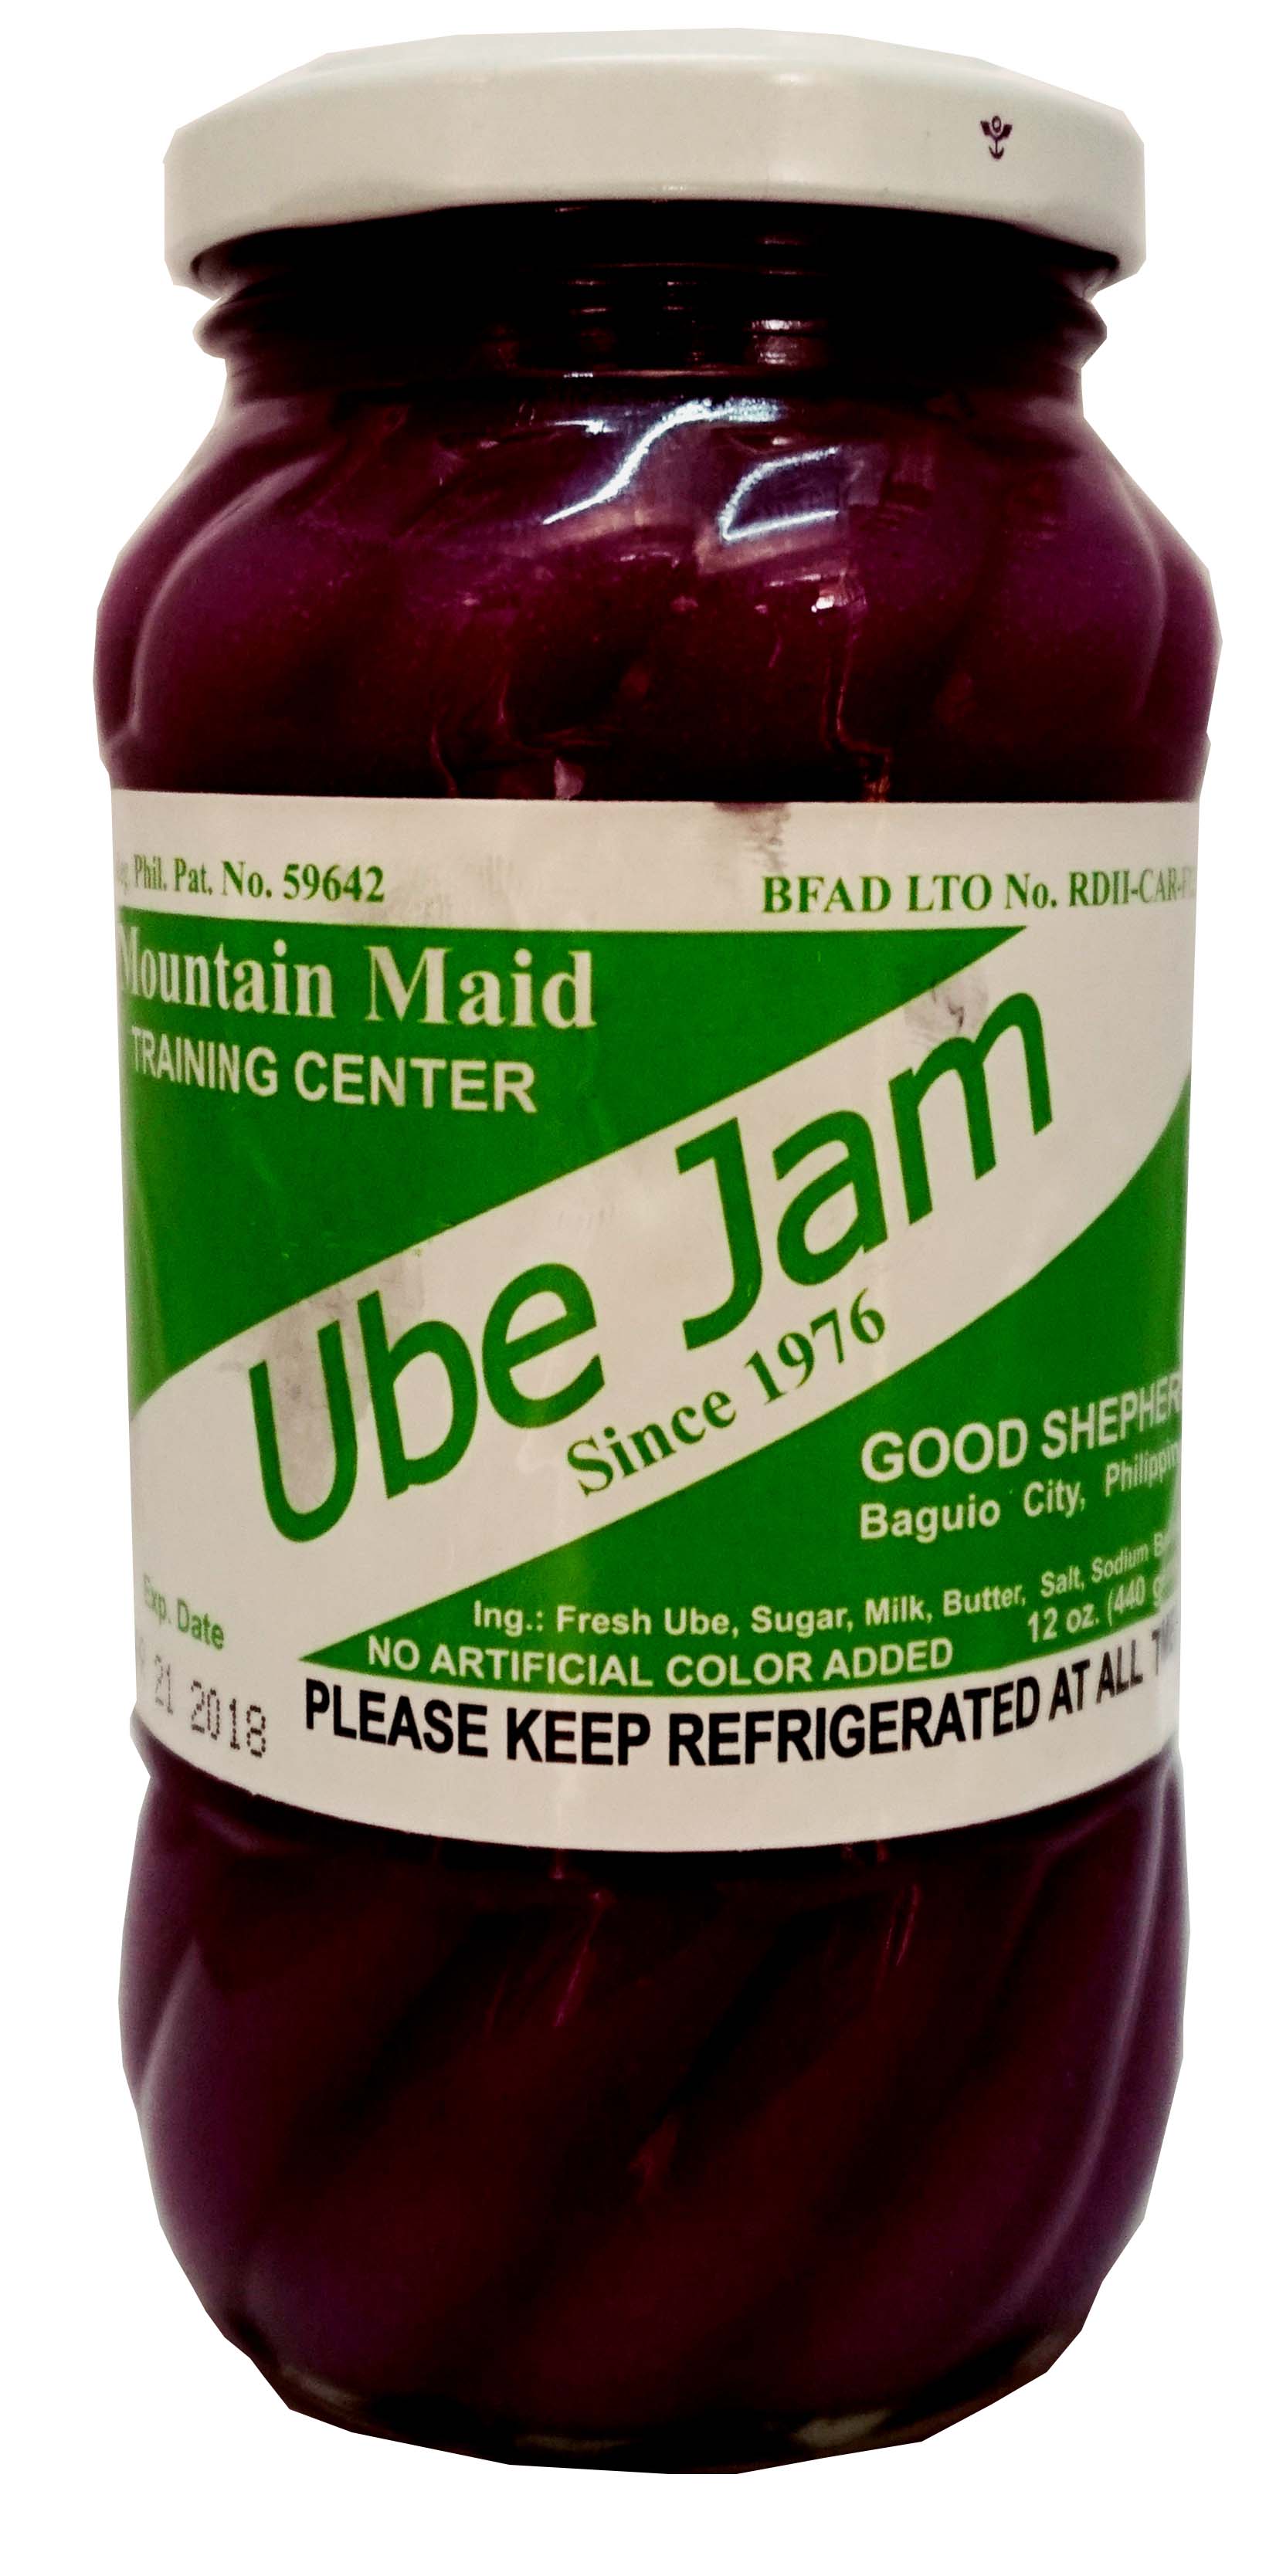 Phil. Pat. No. 59642
BFAD LTO No. RDII-CAR-F
Mountain Maid
TRAINING CENTER
Ube Jam
Since 1976
GOOD SHEPHER
Baguio City, Philippin
Ing.: Fresh Ube, Sugar, Milk, Butter, Salt, Sodium
12 oz. (440 g
NO ARTIFICIAL COLOR ADDED
Exp. Date
21 2018
PLEASE KEEP REFRIGERATED AT ALL